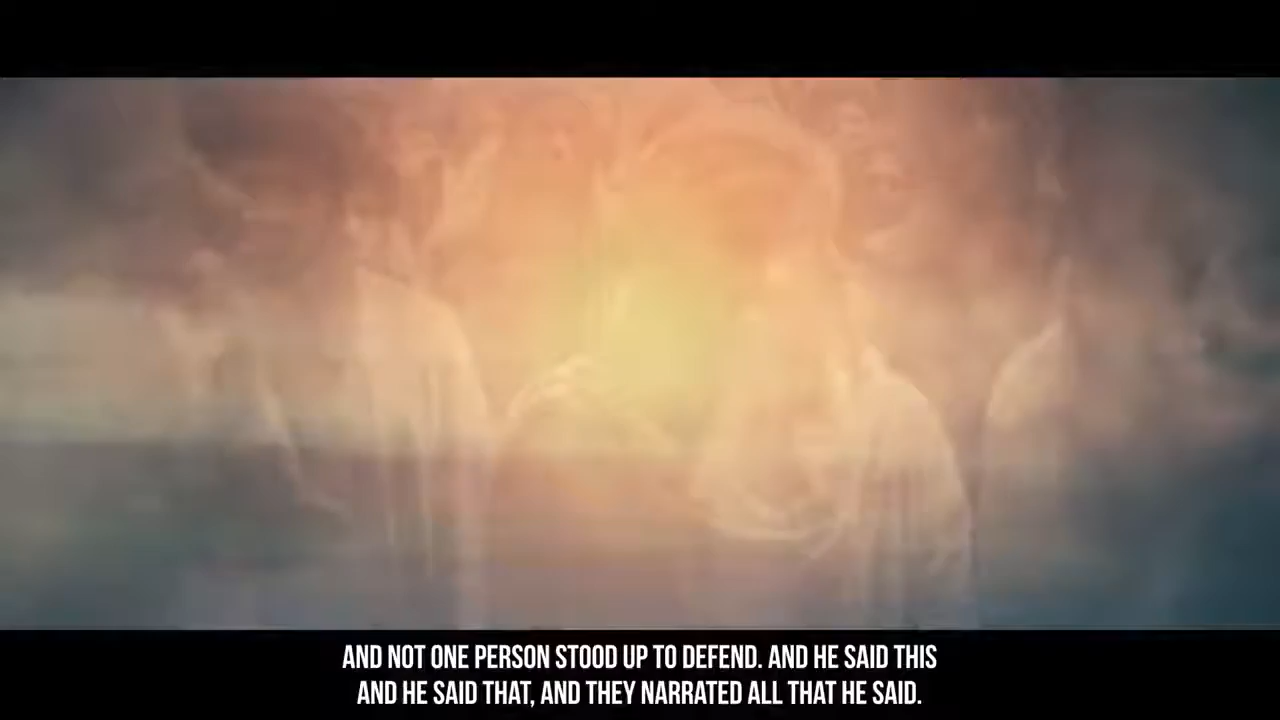 AND NOT ONE PERSON STOOD UP TO DEFEND. AND HE SAID THIS
AND HE SAID THAT, AND THEY NARRATED ALL THAT HE SAID.